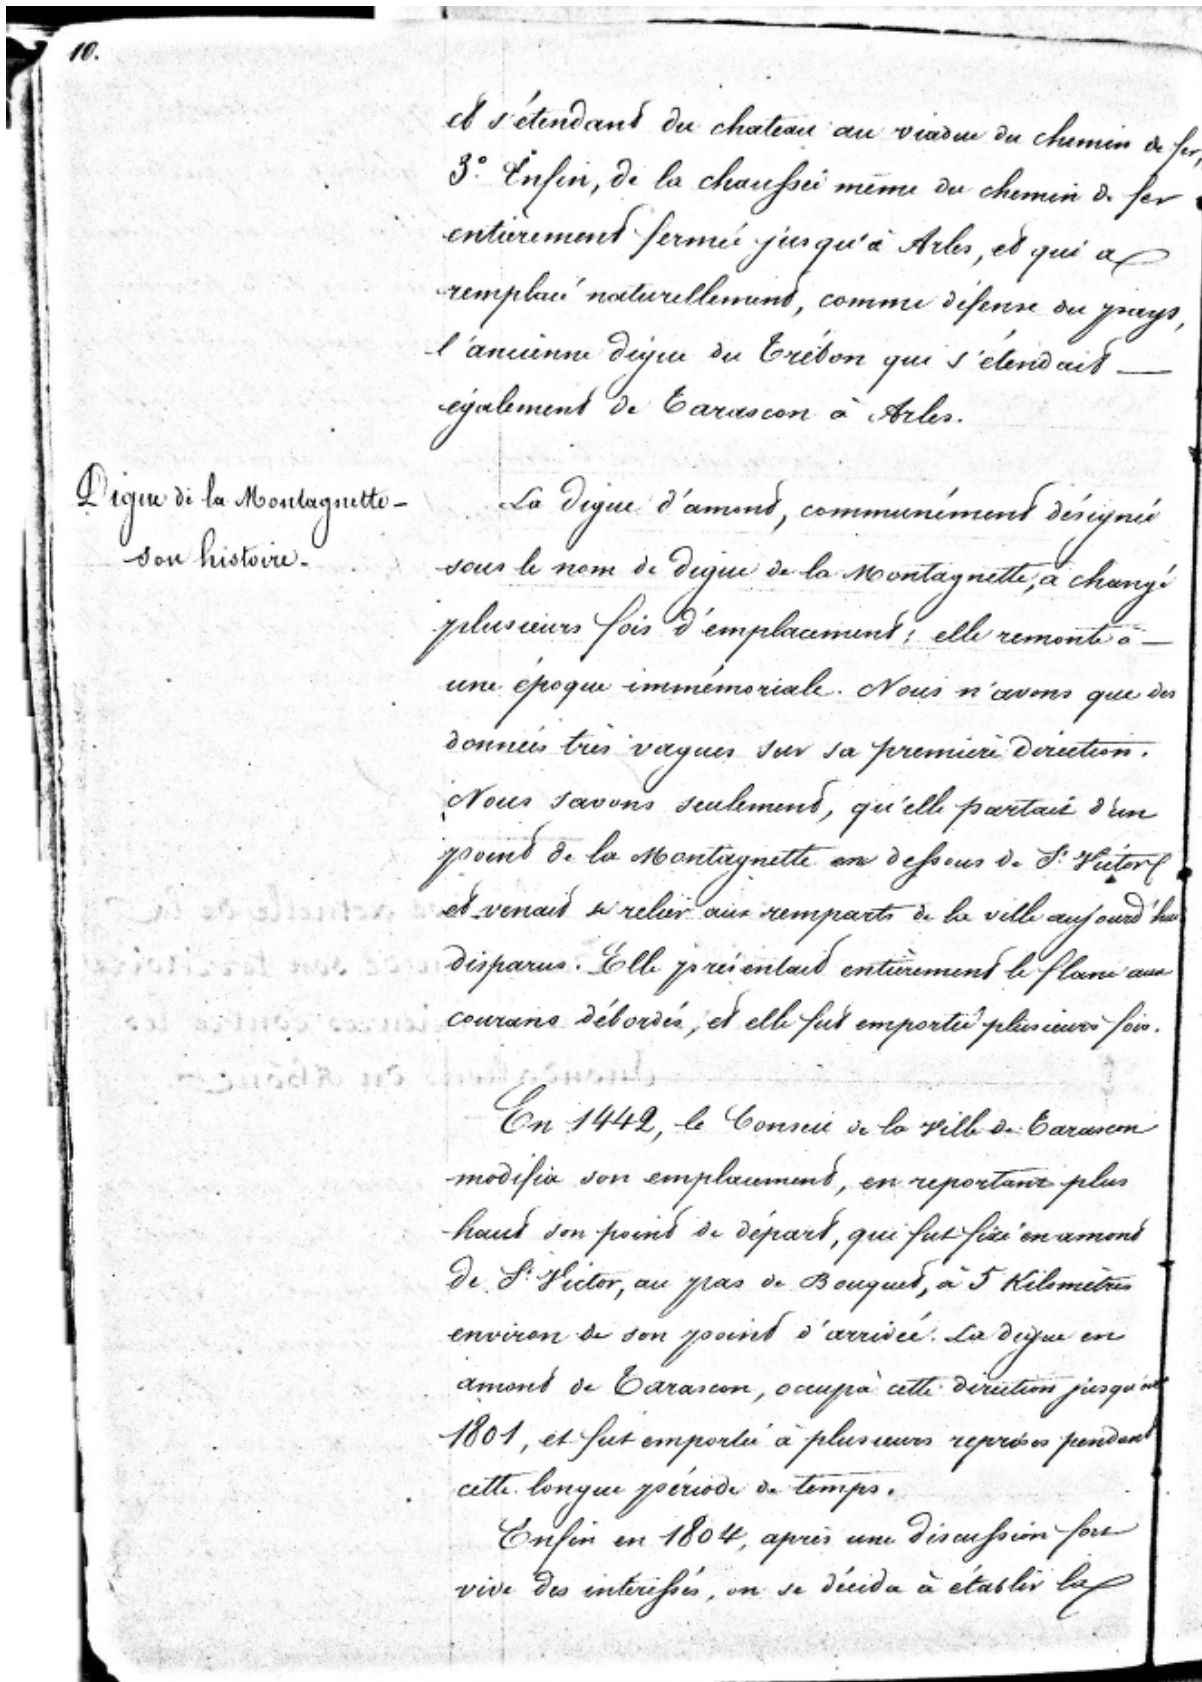 10.
et s'étendant du chateau au viaduc du chemin de fer,
3° Enfin, de la chaussée même du chemin de fer
entièrement fermée jusqu'à Arles, et qui a
remplacé naturellement, comme défense du pays,
l'ancienne digue du Trébon qui s'étendait —
également de Tarascon à Arles.
Digue de la Montagnette -
son histoire.
La digue d'amont, communément désignée
sous le nom de digue de la Montagnette, a changé
plusieurs fois d'emplacement; elle remonte à —
une époque immémoriale. Nous n'avons que des
données très vagues sur sa première direction.
Nous savons seulement, qu'elle partait d'un
point de la Montagnette en dessous de St Victor
et venait se relier aux remparts de la ville aujourd'hui
disparus. Elle présentait entièrement le flanc aux
courans débordés, et elle fut emportée plusieurs fois.
En 1442, le Conseil de la ville de Tarascon
modifia son emplacement, en reportant plus
haut son point de départ, qui fut fixé en amont
de St Victor, au pas de Bouquet, à 5 Kilomètres
environ de son point d'arrivée. La digue en
amont de Tarascon, occupa cette direction jusqu'en
1801, et fut emportée à plusieurs reprises pendant
cette longue période de temps.
Enfin en 1804, après une discussion fort
vive des intéressés, on se décida à établir la